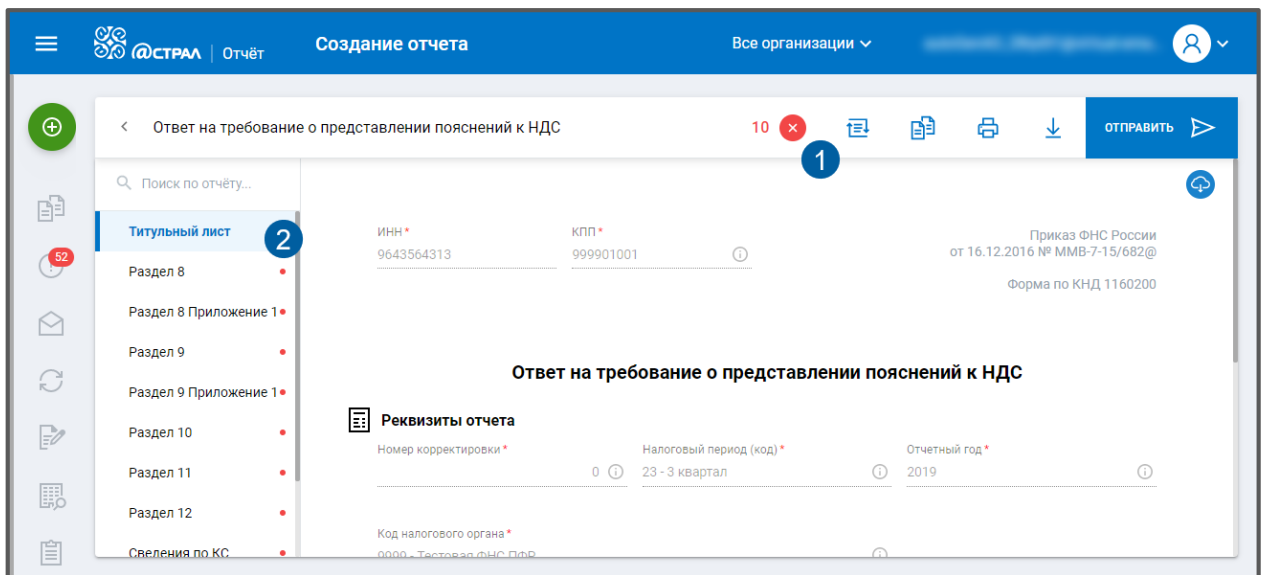 @СТРАЛ | Отчёт
Создание отчета
Все организации
Ответ на требование о представлении пояснений к НДС
10
1
ОТПРАВИТЬ
Поиск по отчёту...
52
Титульный лист
2
Раздел 8
Раздел 8 Приложение 1
Раздел 9
Раздел 9 Приложение 1
Раздел 10
Раздел 11
Раздел 12
Сведения по КС
ИНН *
9643564313
КПП *
999901001
Приказ ФНС России
от 16.12.2016 № ММВ-7-15/682@
Форма по КНД 1160200
Ответ на требование о представлении пояснений к НДС
Реквизиты отчета
Номер корректировки *
0
Налоговый период (код) *
23 - 3 квартал
Отчетный год *
2019
Код налогового органа *
9999 - Тестовая ФНС ПФР